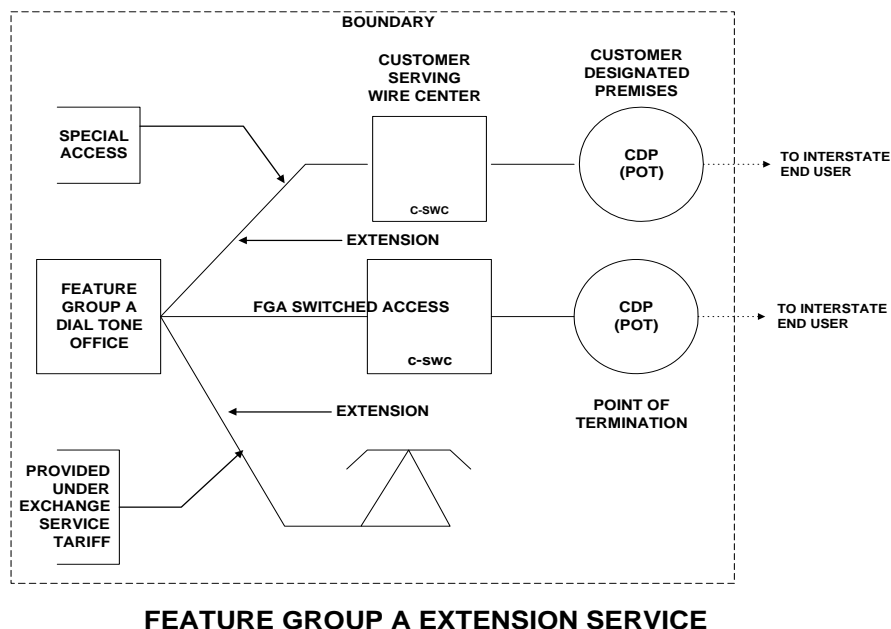 BOUNDARY
CUSTOMER
SERVING
WIRE CENTER
CUSTOMER
DESIGNATED
PREMISES
SPECIAL
ACCESS
C-SWC
CDP
(POT)
TO INTERSTATE
END USER
EXTENSION
FEATURE
GROUP A
DIAL TONE
OFFICE
FGA SWITCHED ACCESS
C-SWC
CDP
(POT)
TO INTERSTATE
END USER
EXTENSION
POINT OF
TERMINATION
PROVIDED
UNDER
EXCHANGE
SERVICE
TARIFF
FEATURE GROUP A EXTENSION SERVICE